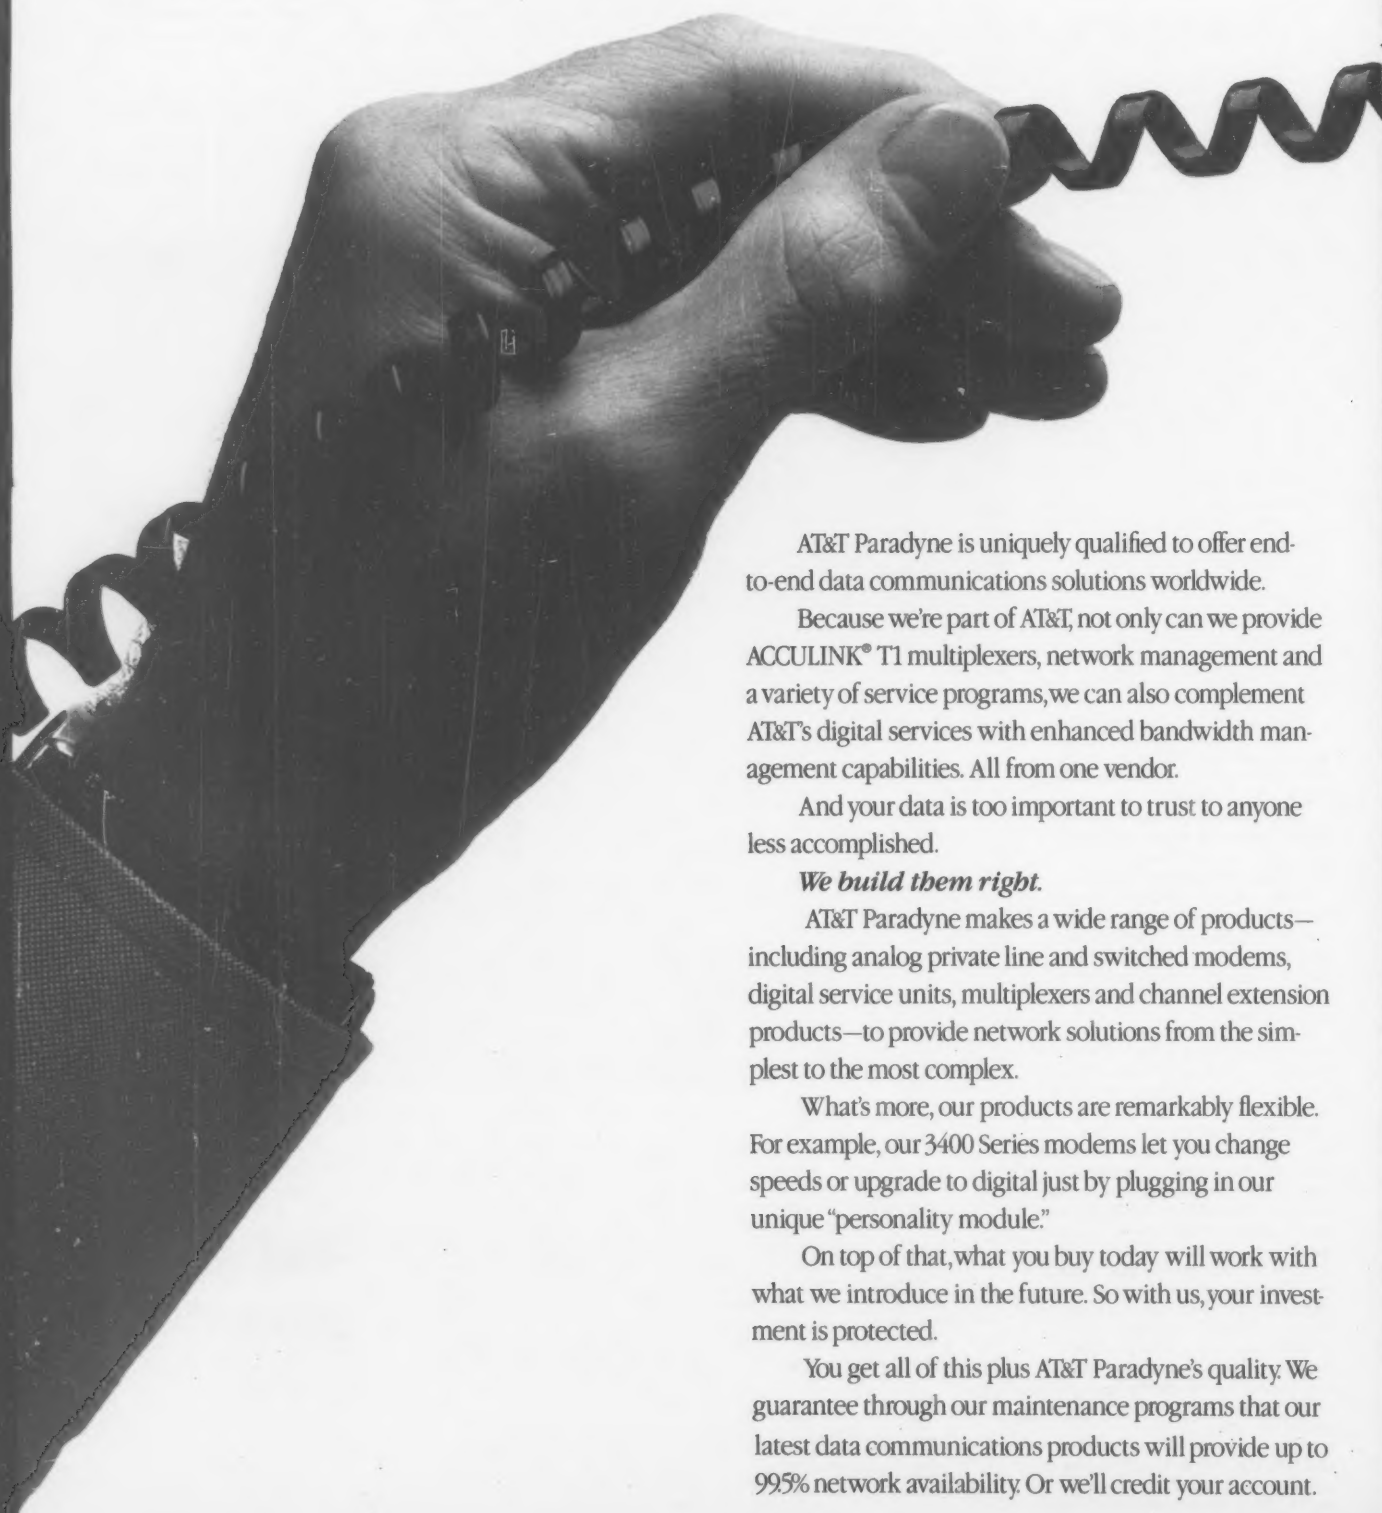 AT&T Paradyne is uniquely qualified to offer end-
to-end data communications solutions worldwide.
Because we're part of AT&T, not only can we provide
ACCULINK® T1 multiplexers, network management and
a variety of service programs, we can also complement
AT&T's digital services with enhanced bandwidth man-
agement capabilities. All from one vendor.
And your data is too important to trust to anyone
less accomplished.
We build them right.
AT&T Paradyne makes a wide range of products—
including analog private line and switched modems,
digital service units, multiplexers and channel extension
products—to provide network solutions from the sim-
plest to the most complex.
What's more, our products are remarkably flexible.
For example, our 3400 Series modems let you change
speeds or upgrade to digital just by plugging in our
unique “personality module.”
On top of that, what you buy today will work with
what we introduce in the future. So with us, your invest-
ment is protected.
You get all of this plus AT&T Paradyne's quality. We
guarantee through our maintenance programs that our
latest data communications products will provide up to
99.5% network availability. Or we'll credit your account.